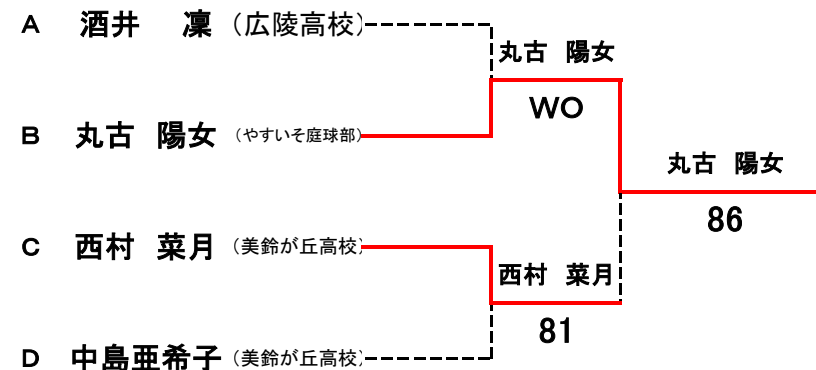 A 酒井 凜 (広陵高校)
丸古 陽女
WO
B 丸古 陽女 (やすいそ庭球部)
丸古 陽女
86
C 西村 菜月 (美鈴が丘高校)
西村 菜月
81
D 中島亜希子 (美鈴が丘高校)